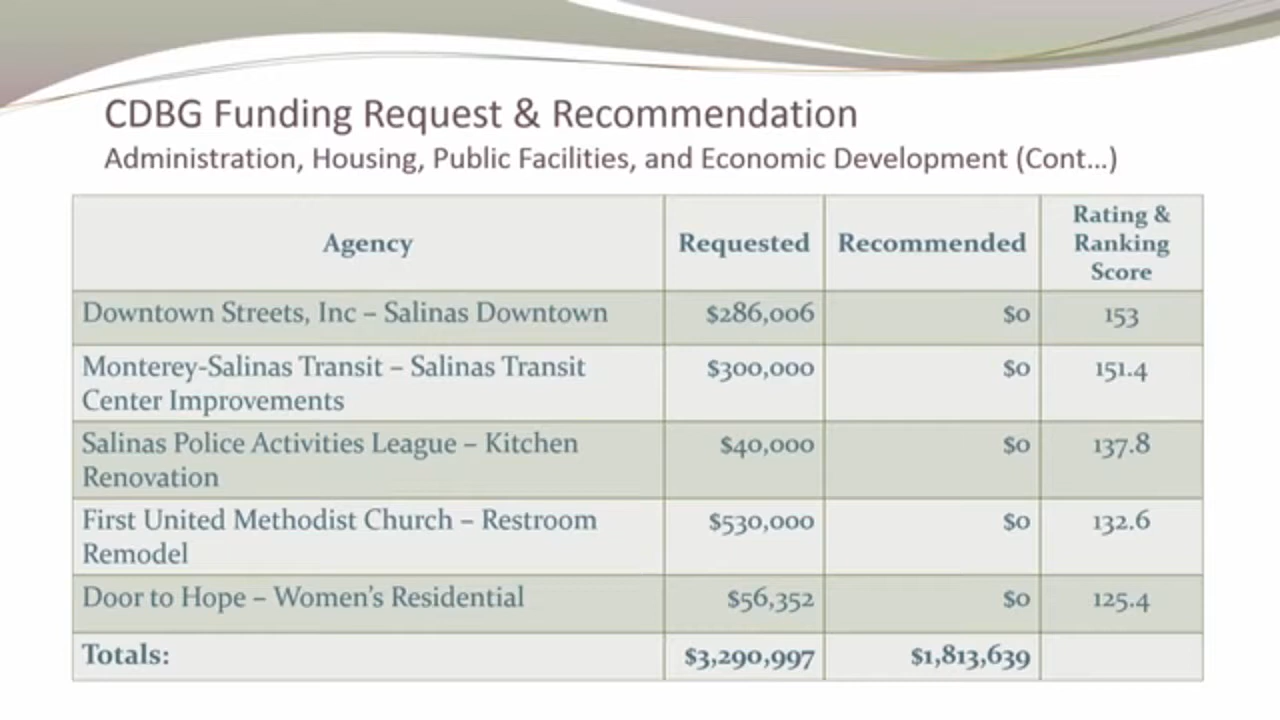 CDBG Funding Request & Recommendation
Administration, Housing, Public Facilities, and Economic Development (Cont...)
Agency Requested Recommended Rating & Ranking Score
Downtown Streets, Inc – Salinas Downtown $286,006 $0 153
Monterey-Salinas Transit – Salinas Transit $300,000 $0 151.4
Center Improvements
Salinas Police Activities League – Kitchen $40,000 $0 137.8
Renovation
First United Methodist Church – Restroom $530,000 $0 132.6
Remodel
Door to Hope – Women's Residential $56,352 $0 125.4
Totals: $3,290,997 $1,813,639